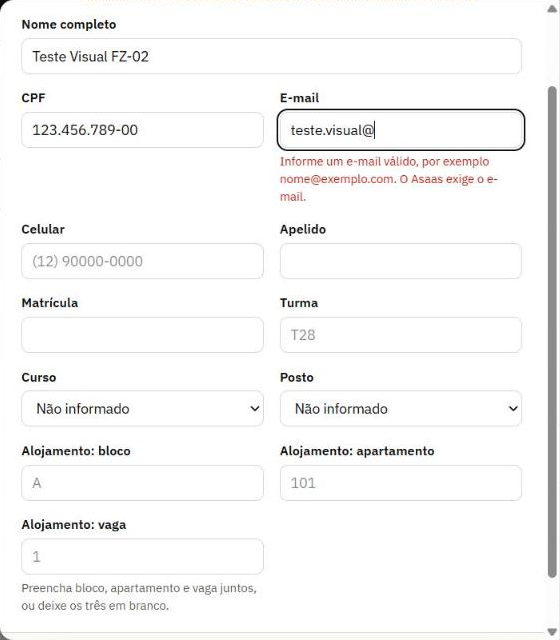 Nome completo
Teste Visual FZ-02
CPF
E-mail
123.456.789-00
teste.visual@
Informe um e-mail válido, por exemplo
nome@exemplo.com. O Asaas exige o e-
mail.
Celular
Apelido
(12) 90000-0000
Matrícula
Turma
T28
Curso
Posto
Não informado
Não informado
Alojamento: bloco
Alojamento: apartamento
A
101
Alojamento: vaga
1
Preencha bloco, apartamento e vaga juntos,
ou deixe os três em branco.